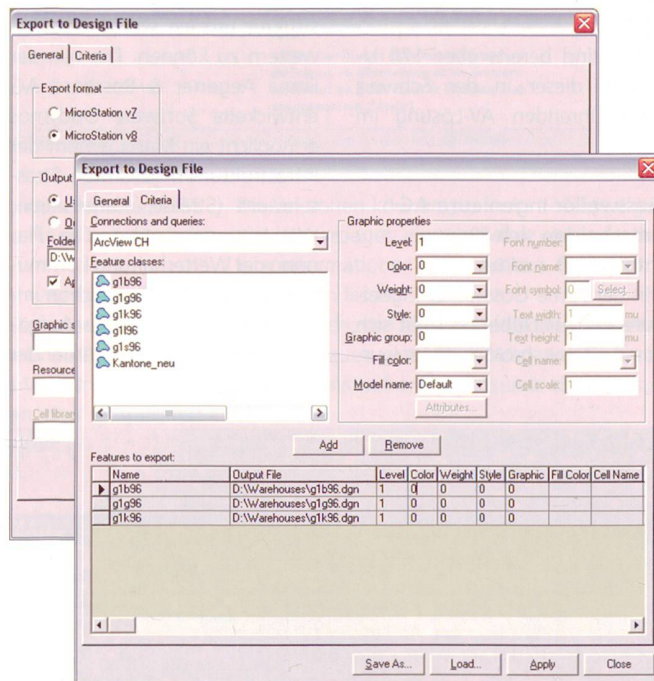 Export to Design File
General Criteria
Export format
MicroStation v7
MicroStation v8
Output
Folder
D:\W
Graphic s
Resource
Cell library
Export to Design File
General Criteria
Connections and queries:
ArcView CH
Feature classes:
g1b96
g1g96
g1k96
g1l96
g1s96
Kantone_neu
Graphic properties
Level: 1
Color: 0
Weight: 0
Style: 0
Graphic group: 0
Fill color:
Model name: Default
Attributes...
Font number:
Font name:
Font symbol: 0 Select...
Text width: 1 mu
Text height: 1 mu
Cell name:
Cell scale: 1
Add Remove
Features to export:
Name Output File Level Color Weight Style Graphic Fill Color Cell Name
g1b96 D:\Warehouses\g1b96.dgn 1 0 0 0 0
g1g96 D:\Warehouses\g1g96.dgn 1 0 0 0 0
g1k96 D:\Warehouses\g1k96.dgn 1 0 0 0 0
Save As... Load... Apply Close